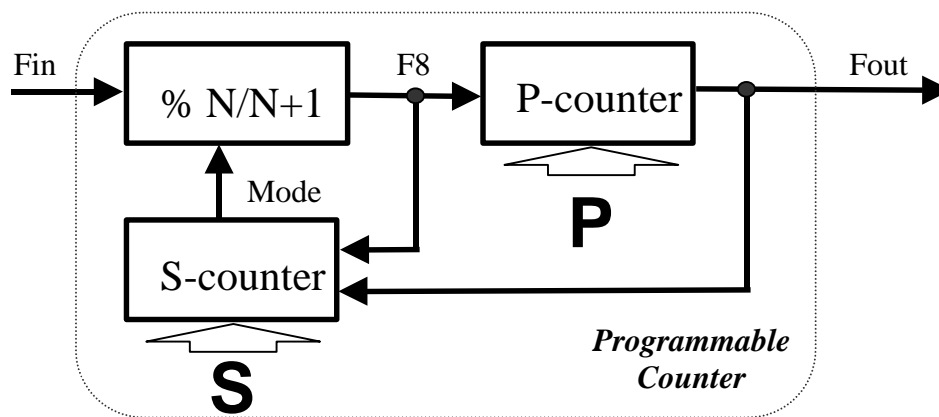 Fin
% N/N+1
F8
P-counter
Fout
Mode
P
S-counter
S
Programmable
Counter